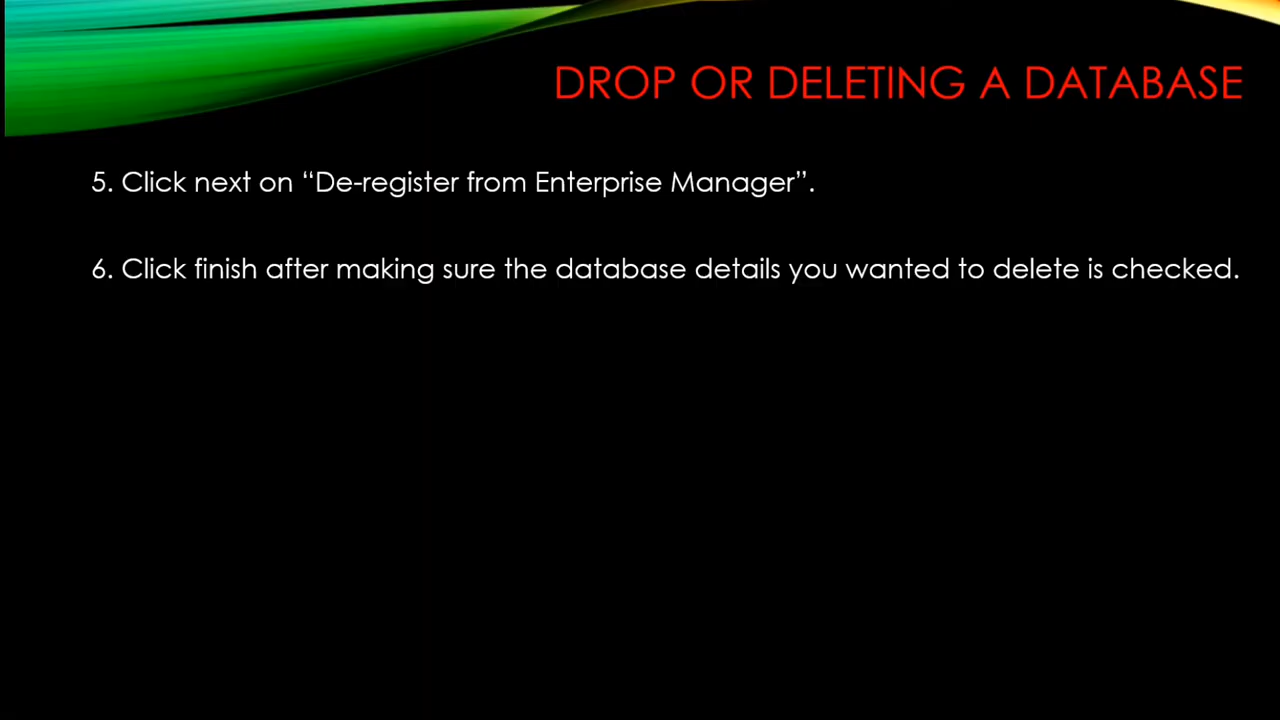 DROP OR DELETING A DATABASE
5. Click next on “De-register from Enterprise Manager”.
6. Click finish after making sure the database details you wanted to delete is checked.